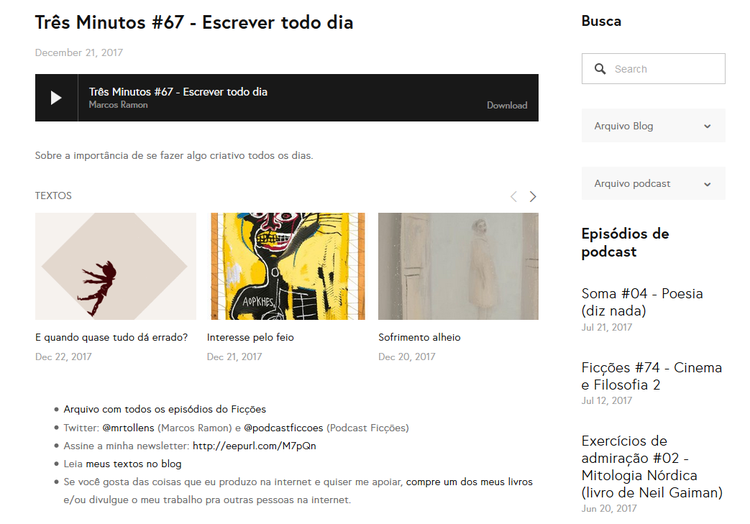 Três Minutos #67 - Escrever todo dia
December 21, 2017
Três Minutos #67 - Escrever todo dia
Marcos Ramon
Download
Sobre a importância de se fazer algo criativo todos os dias.
TEXTOS
AOPKHES
E quando quase tudo dá errado?
Dec 22, 2017
Interesse pelo feio
Dec 21, 2017
Sofrimento alheio
Dec 20, 2017
Arquivo com todos os episódios do Ficções
Twitter: @mrtollens (Marcos Ramon) e @podcastficcoes (Podcast Ficções)
Assine a minha newsletter: http://eepurl.com/M7pQn
Leia meus textos no blog
Se você gosta das coisas que eu produzo na internet e quiser me apoiar, compre um dos meus livros
e/ou divulgue o meu trabalho pra outras pessoas na internet.
Busca
Search
Arquivo Blog
Arquivo podcast
Episódios de
podcast
Soma #04 - Poesia
(diz nada)
Jul 21, 2017
Ficções #74 - Cinema
e Filosofia 2
Jul 12, 2017
Exercícios de
admiração #02 -
Mitologia Nórdica
(livro de Neil Gaiman)
Jun 20, 2017